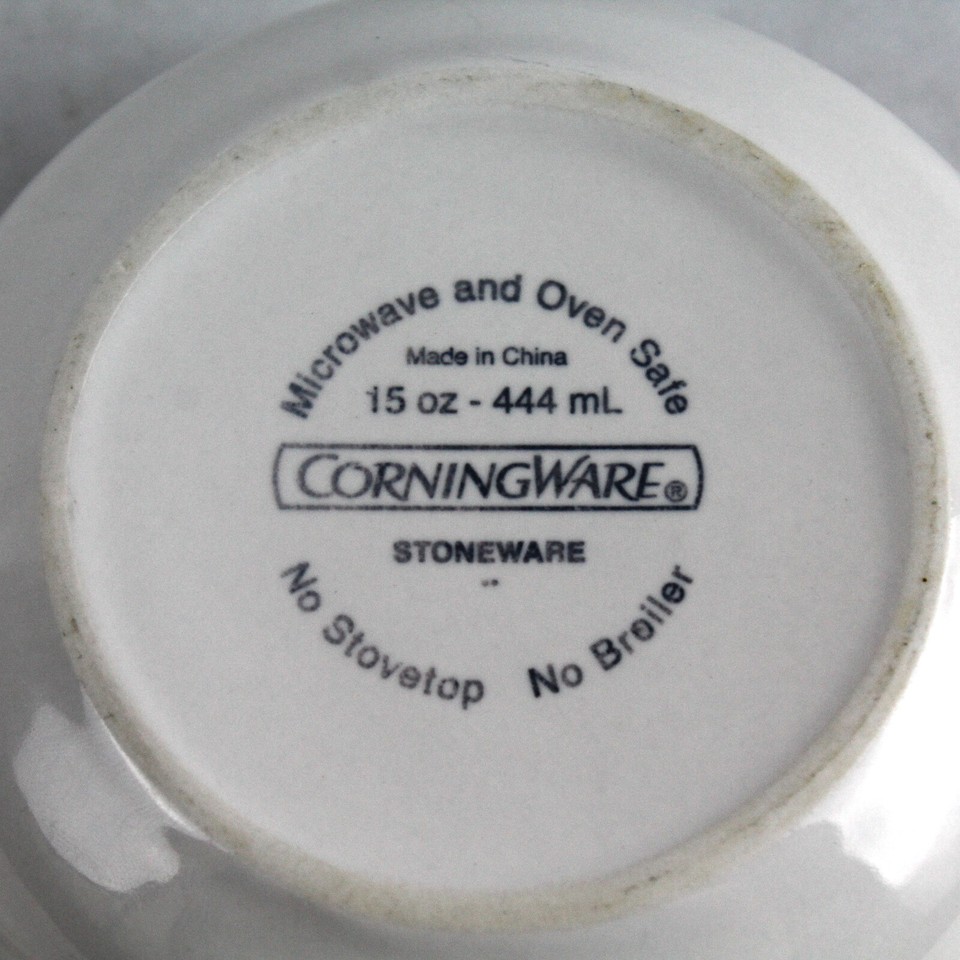 Microwave and Oven Safe
Made in China
15 oz - 444 mL
CORNINGWARE®
STONEWARE
No Stovetop No Broiler